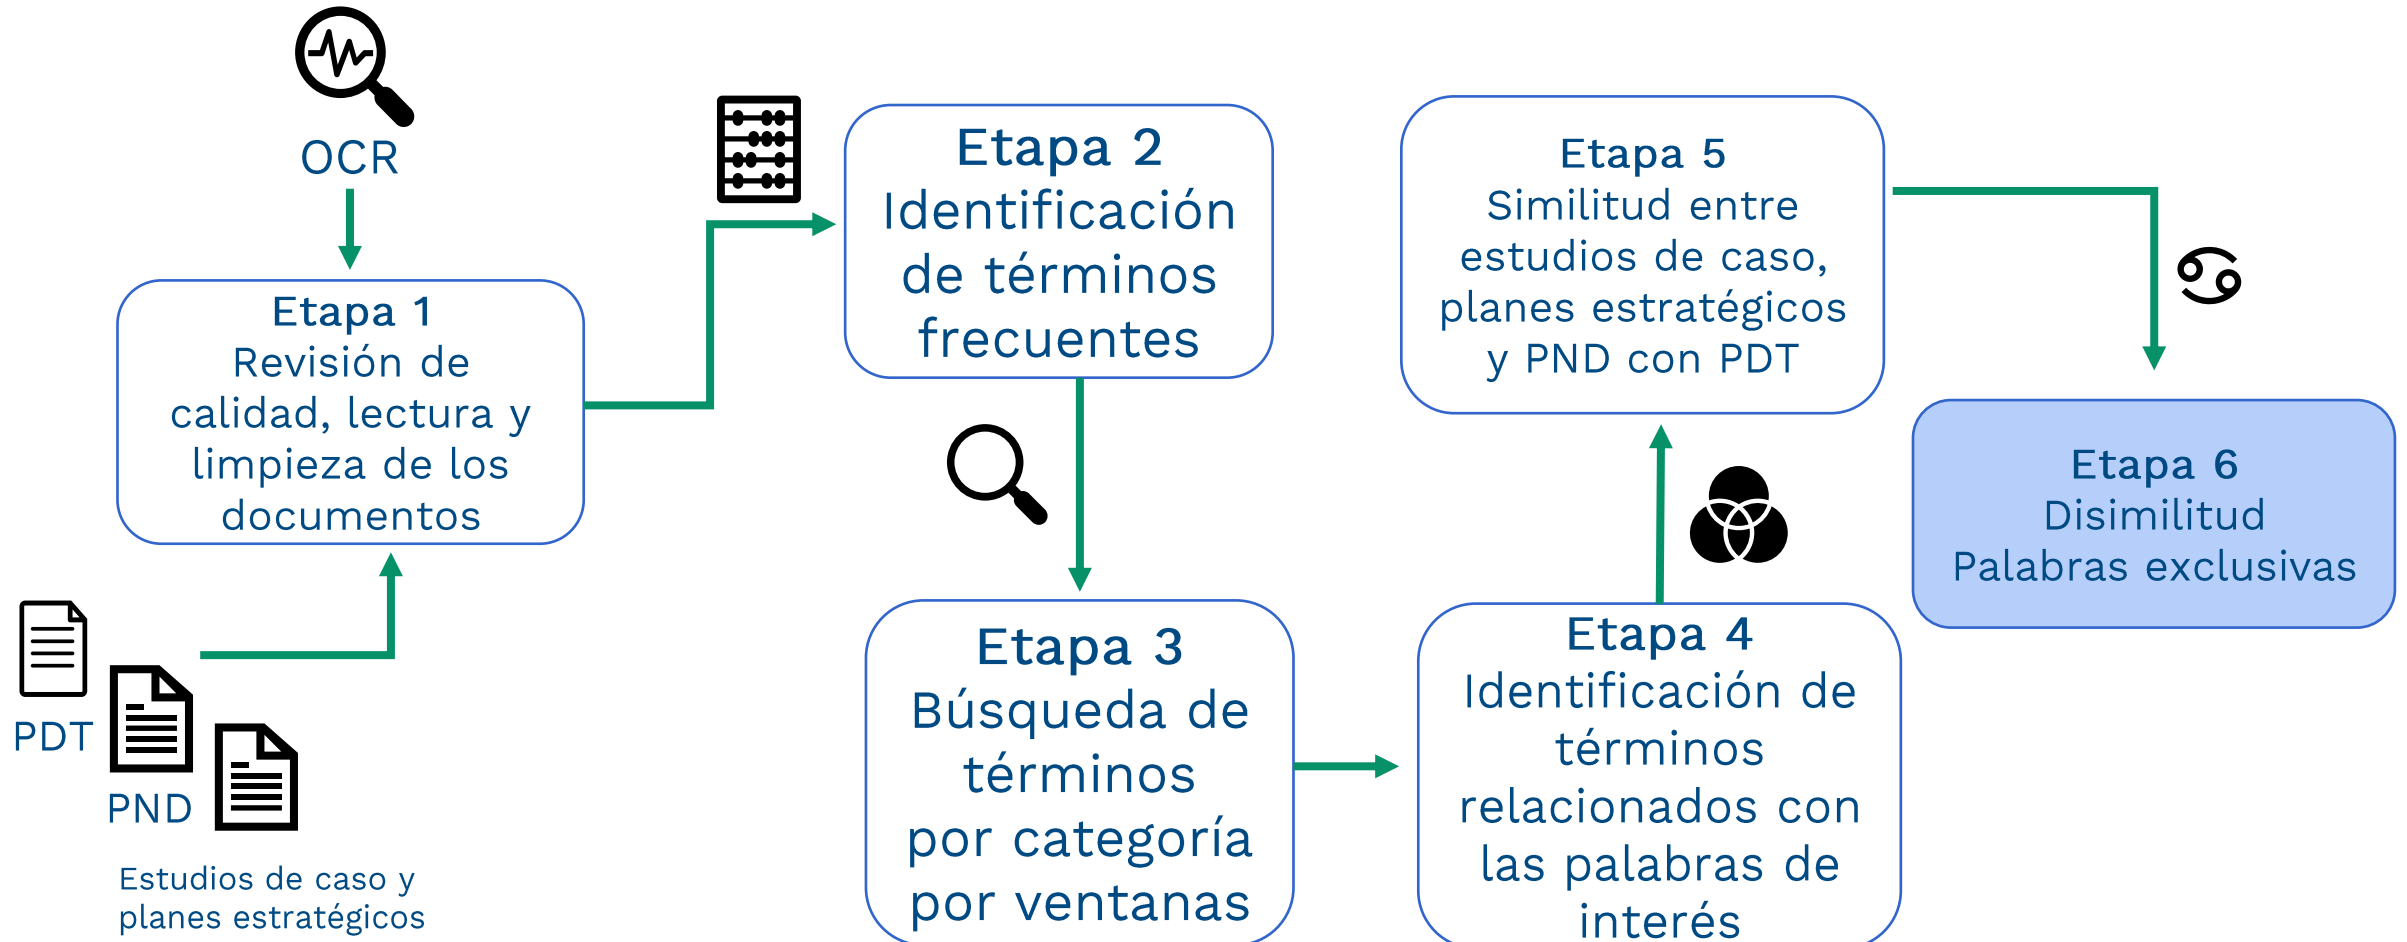 OCR
Etapa 1
Revisión de
calidad, lectura y
limpieza de los
documentos
PDT
PND
Estudios de caso y
planes estratégicos
Etapa 2
Identificación
de términos
frecuentes
Etapa 3
Búsqueda de
términos
por categoría
por ventanas
Etapa 4
Identificación de
términos
relacionados con
las palabras de
interés
Etapa 5
Similitud entre
estudios de caso,
planes estratégicos
y PND con PDT
Etapa 6
Disimilitud
Palabras exclusivas